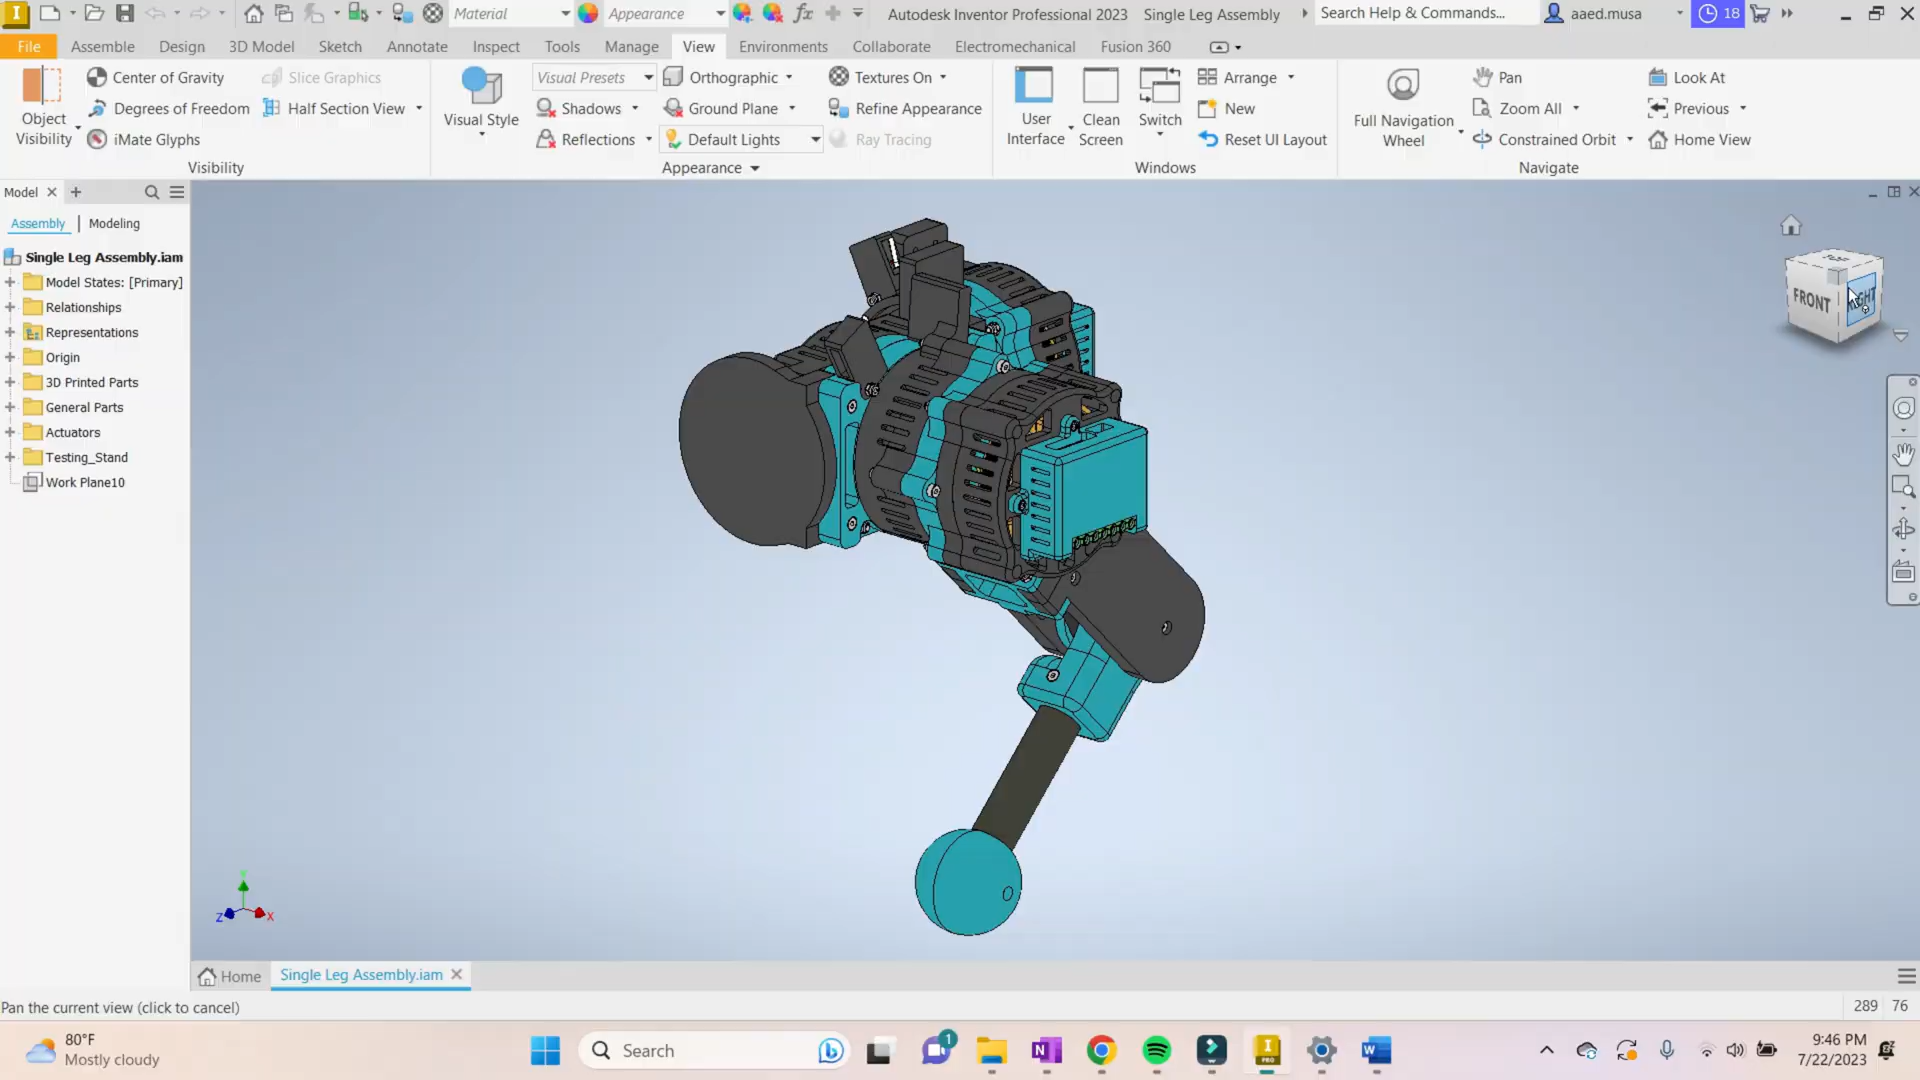 Material
Appearance
fx
Autodesk Inventor Professional 2023
Single Leg Assembly
Search Help & Commands...
aaed.musa
18
File
Assemble
Design
3D Model
Sketch
Annotate
Inspect
Tools
Manage
View
Environments
Collaborate
Electromechanical
Fusion 360
Object
Visibility
Center of Gravity
Degrees of Freedom
iMate Glyphs
Slice Graphics
Half Section View
Visibility
Visual Style
Visual Presets
Shadows
Reflections
Orthographic
Ground Plane
Default Lights
Textures On
Refine Appearance
Ray Tracing
Appearance
User
Interface
Clean
Screen
Switch
Arrange
New
Reset UI Layout
Windows
Full Navigation
Wheel
Pan
Zoom All
Constrained Orbit
Look At
Previous
Home View
Navigate
Model
Assembly
Modeling
Single Leg Assembly.iam
Model States: [Primary]
Relationships
Representations
Origin
3D Printed Parts
General Parts
Actuators
Testing_Stand
Work Plane10
TOP
FRONT
RIGHT
Z
X
Home
Single Leg Assembly.iam
Pan the current view (click to cancel)
289
76
80°F
Mostly cloudy
Search
1
PRO
9:46 PM
7/22/2023